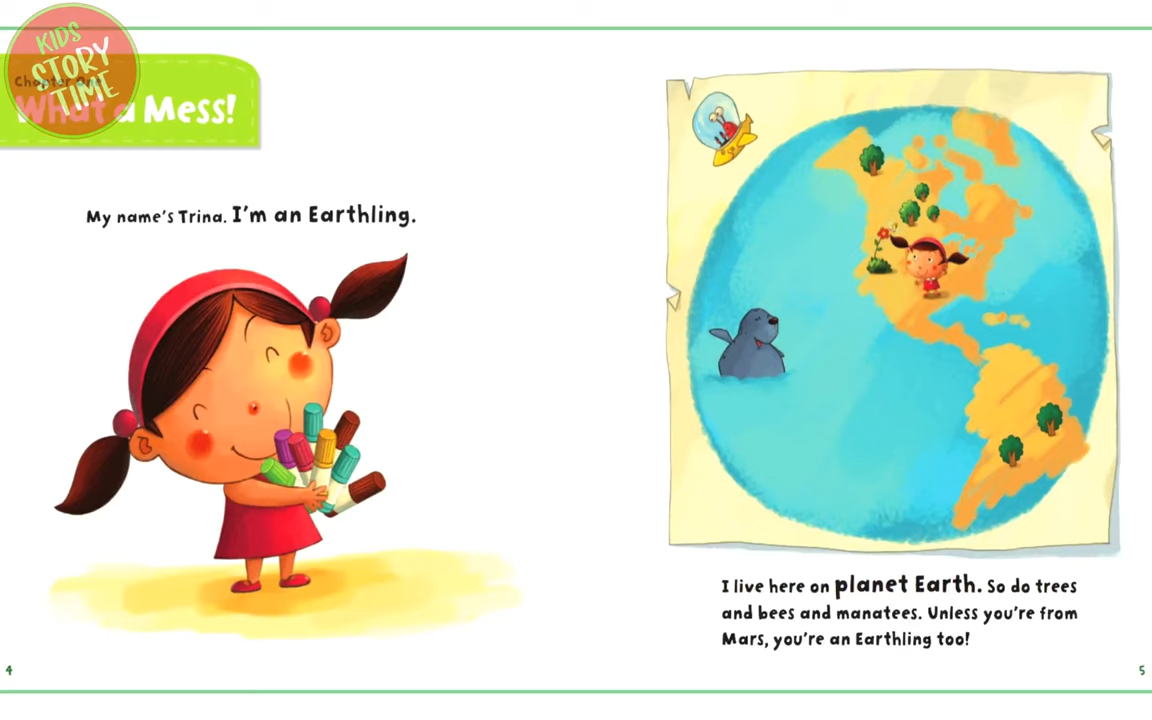 KIDS
STORY
TIME
Chapter One
What a Mess!
My name's Trina. I'm an Earthling.
I live here on planet Earth. So do trees
and bees and manatees. Unless you're from
Mars, you're an Earthling too!
4
5